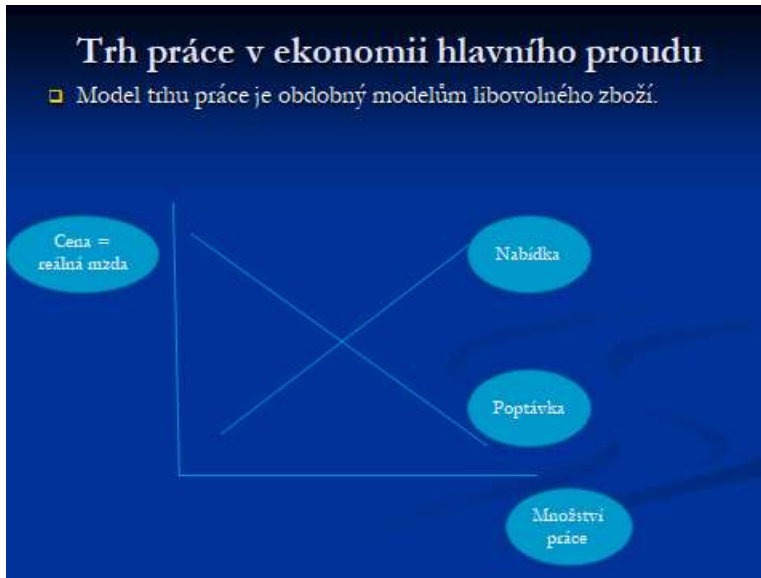 Trh práce v ekonomii hlavního proudu
Model trhu práce je obdobný modelům libovolného zboží.
Cena =
reálná mzda
Nabídka
Poptávka
Množství
práce